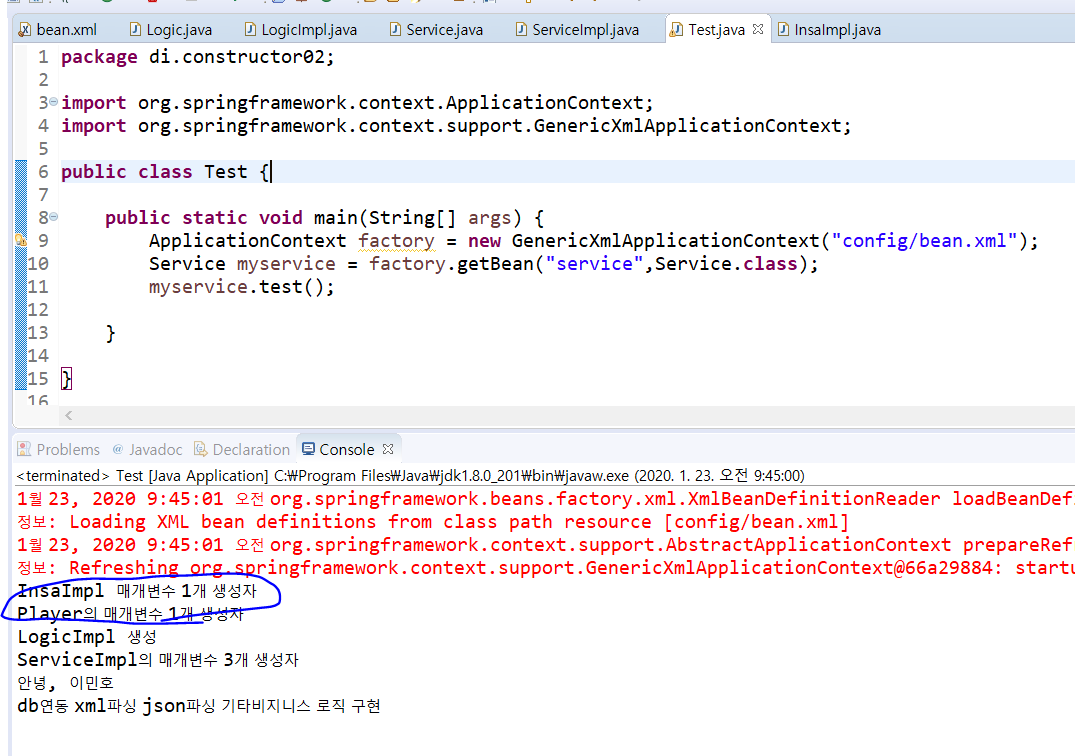 bean.xml Logic.java LogicImpl.java Service.java ServiceImpl.java Test.java InsaImpl.java
1 package di.constructor02;
2
3 import org.springframework.context.ApplicationContext;
4 import org.springframework.context.support.GenericXmlApplicationContext;
5
6 public class Test {
7
8 public static void main(String[] args) {
9 ApplicationContext factory = new GenericXmlApplicationContext("config/bean.xml");
10 Service myservice = factory.getBean("service",Service.class);
11 myservice.test();
12
13 }
14
15 }
16
Problems @ Javadoc Declaration Console
<terminated> Test [Java Application] C:₩Program Files₩Java₩jdk1.8.0_201₩bin₩javaw.exe (2020. 1. 23. 오전 9:45:00)
1월 23, 2020 9:45:01 오전 org.springframework.beans.factory.xml.XmlBeanDefinitionReader loadBeanDef
정보: Loading XML bean definitions from class path resource [config/bean.xml]
1월 23, 2020 9:45:01 오전 org.springframework.context.support.AbstractApplicationContext prepareRef
정보: Refreshing org.springframework.context.support.GenericXmlApplicationContext@66a29884: startu
InsaImpl 매개변수 1개 생성자
Player의 매개변수 1개 생성자
LogicImpl 생성
ServiceImpl의 매개변수 3개 생성자
안녕, 이민호
db연동 xml파싱 json파싱 기타비지니스 로직 구현